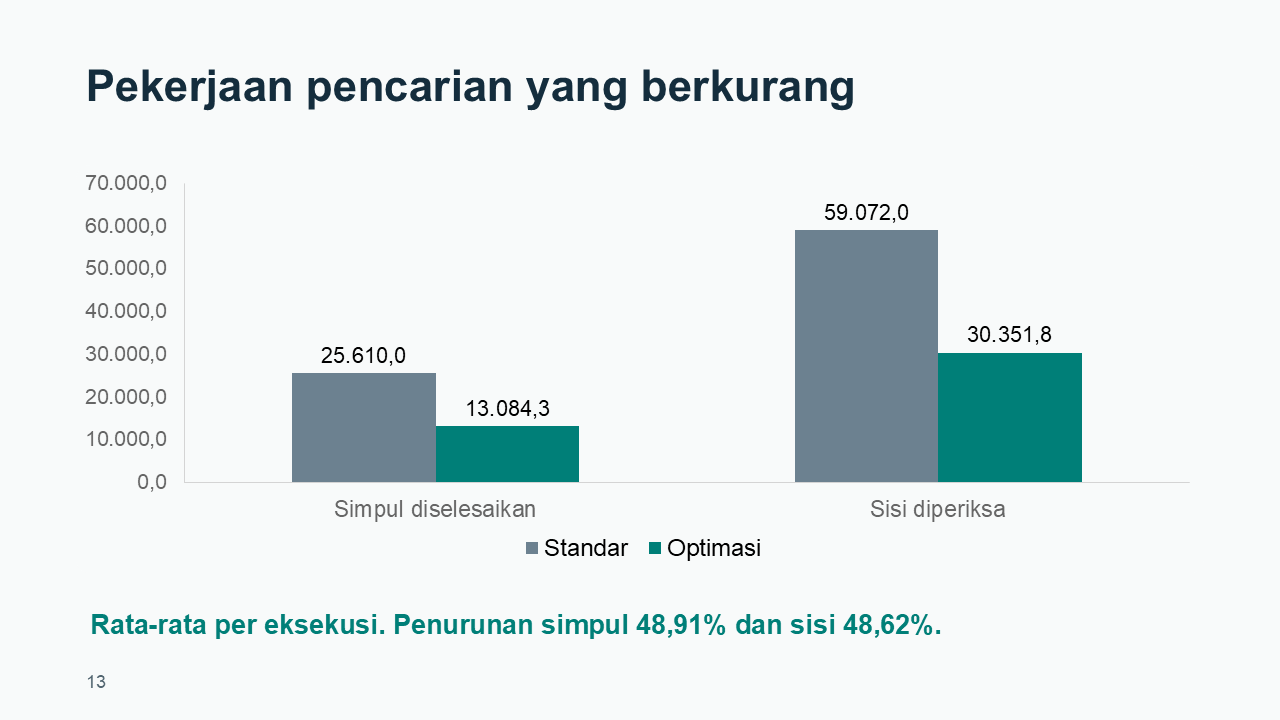 Pekerjaan pencarian yang berkurang
70.000,0
60.000,0
50.000,0
40.000,0
30.000,0
20.000,0
10.000,0
0,0
59.072,0
30.351,8
25.610,0
13.084,3
Simpul diselesaikan
Sisi diperiksa
Standar
Optimasi
Rata-rata per eksekusi. Penurunan simpul 48,91% dan sisi 48,62%.
13